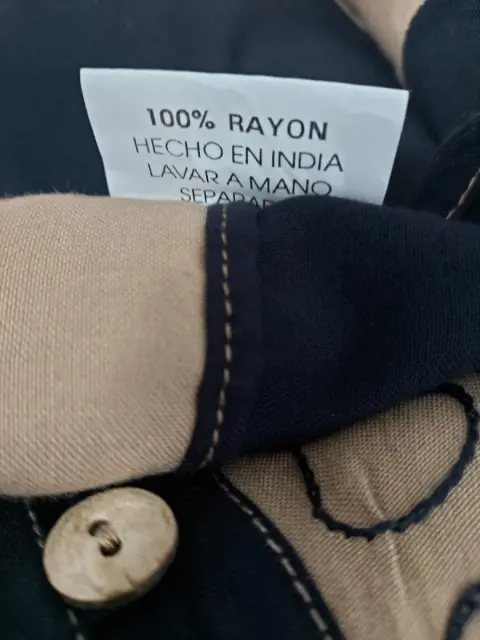 100% RAYON
HECHO EN INDIA
LAVAR A MANO